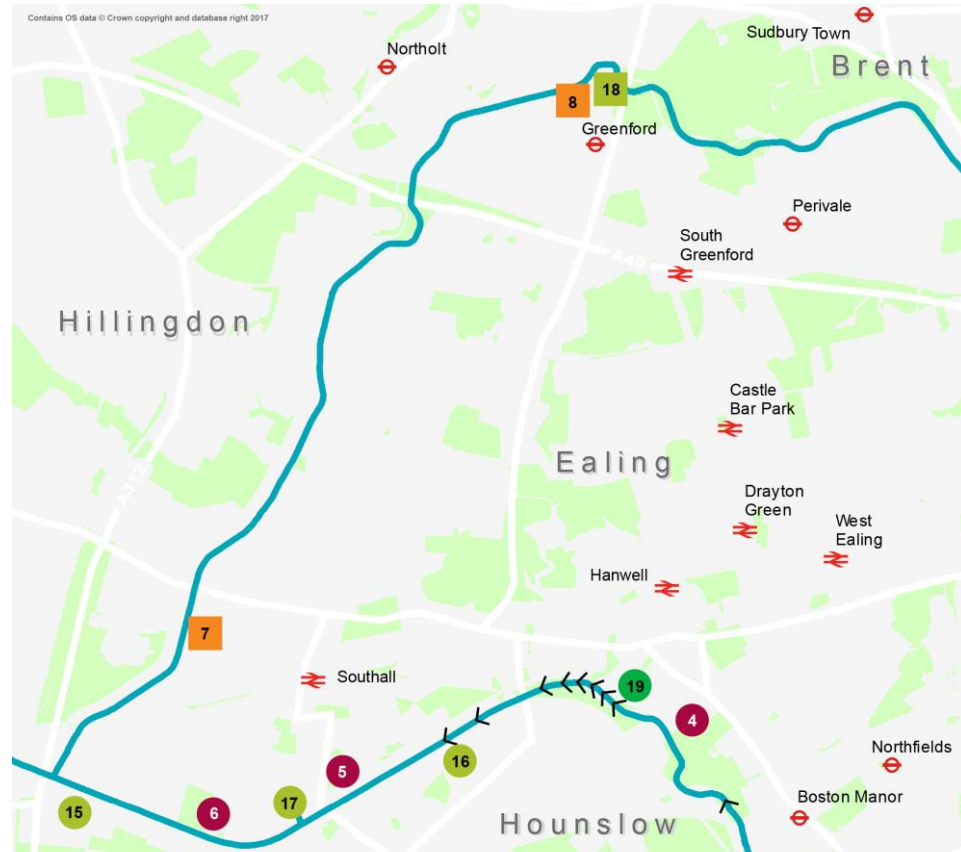 Contains OS data © Crown copyright and database right 2017
Sudbury Town
Northolt
Brent
8
18
Greenford
Perivale
South
Greenford
A40
Hillingdon
Castle
Bar Park
Ealing
A312
Drayton
Green
West
Ealing
Hanwell
7
Southall
19
4
Northfields
16
5
Boston Manor
17
15
6
Hounslow